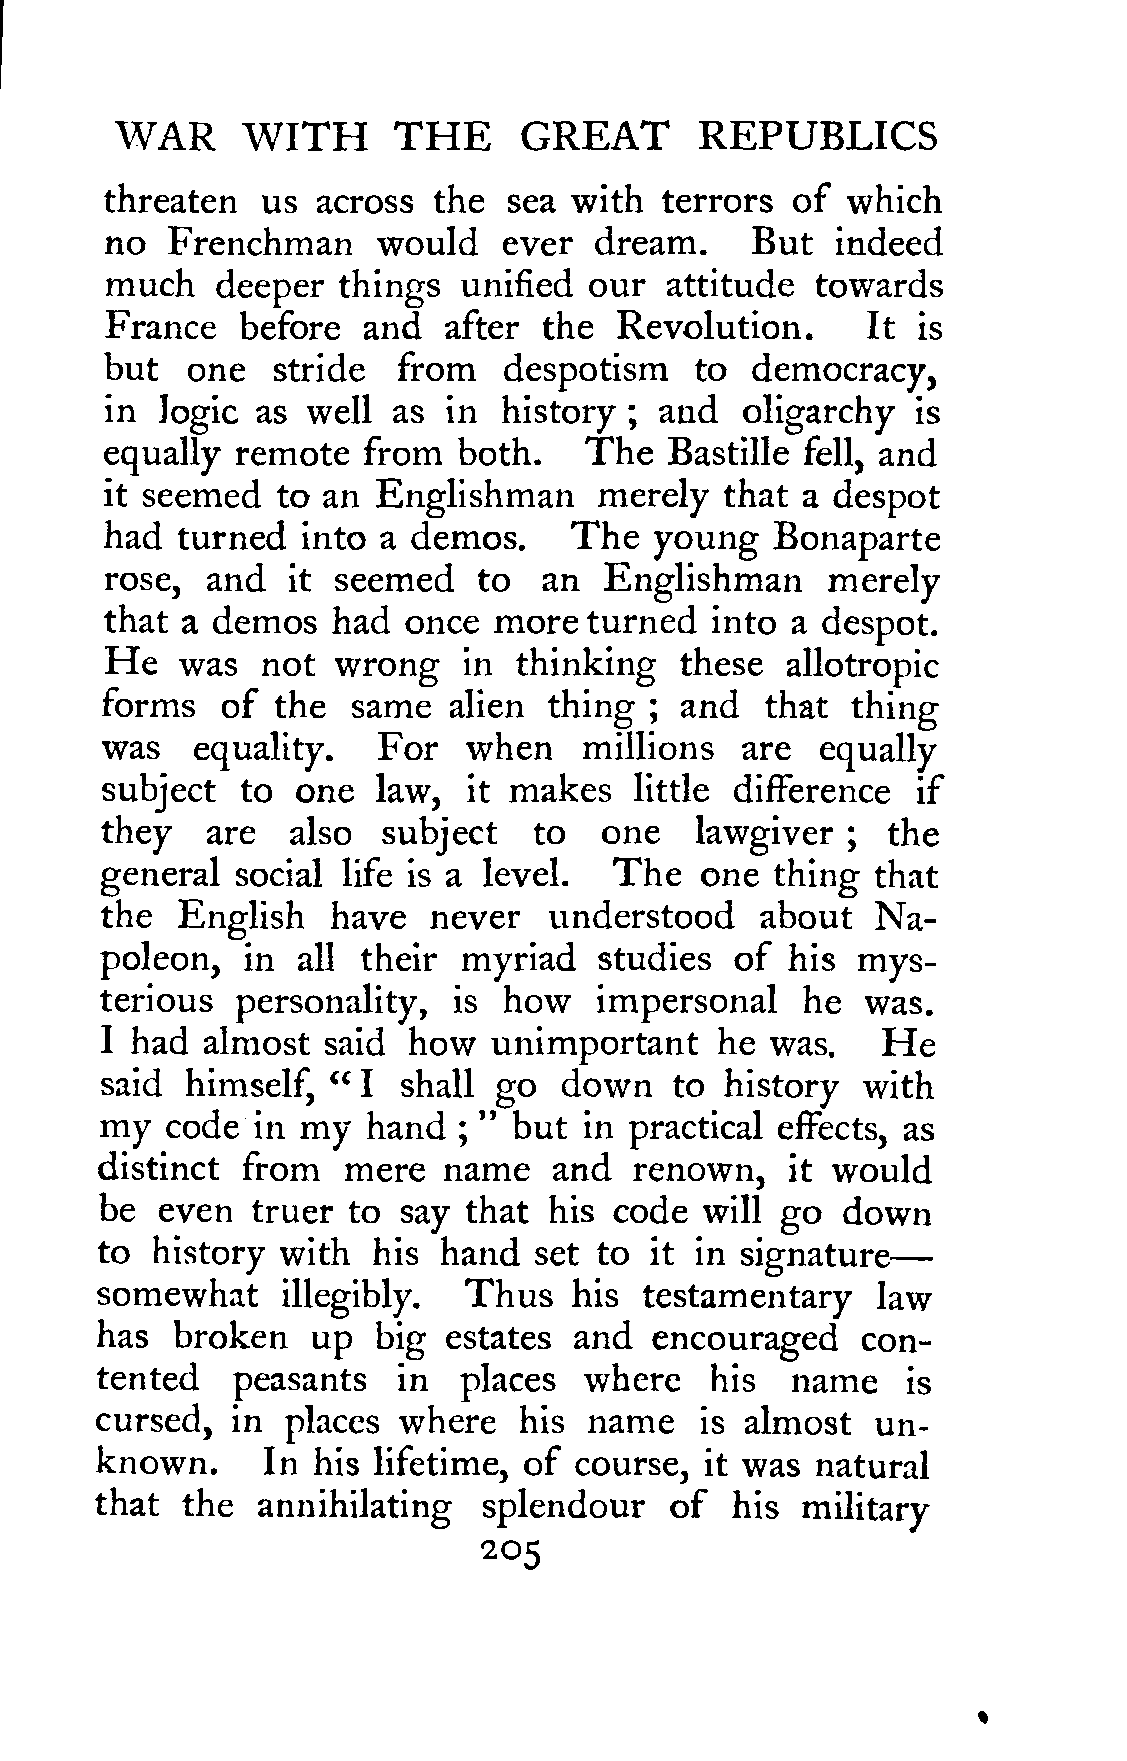 WAR WITH THE GREAT REPUBLICS
threaten us across the sea with terrors of which
no Frenchman would ever dream. But indeed
much deeper things unified our attitude towards
France before and after the Revolution. It is
but one stride from despotism to democracy,
in logic as well as in history ; and oligarchy is
equally remote from both. The Bastille fell, and
it seemed to an Englishman merely that a despot
had turned into a demos. The young Bonaparte
rose, and it seemed to an Englishman merely
that a demos had once more turned into a despot.
He was not wrong in thinking these allotropic
forms of the same alien thing ; and that thing
was equality. For when millions are equally
subject to one law, it makes little difference if
they are also subject to one lawgiver ; the
general social life is a level. The one thing that
the English have never understood about Na-
poleon, in all their myriad studies of his mys-
terious personality, is how impersonal he was.
I had almost said how unimportant he was. He
said himself, “ I shall go down to history with
my code in my hand ; ” but in practical effects, as
distinct from mere name and renown, it would
be even truer to say that his code will go down
to history with his hand set to it in signature—
somewhat illegibly. Thus his testamentary law
has broken up big estates and encouraged con-
tented peasants in places where his name is
cursed, in places where his name is almost un-
known. In his lifetime, of course, it was natural
that the annihilating splendour of his military
205